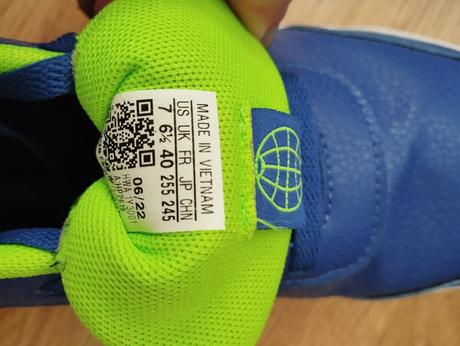 MADE IN VIETNAM
US UK FR JP CHN
7 6½ 40 255 245
06/22